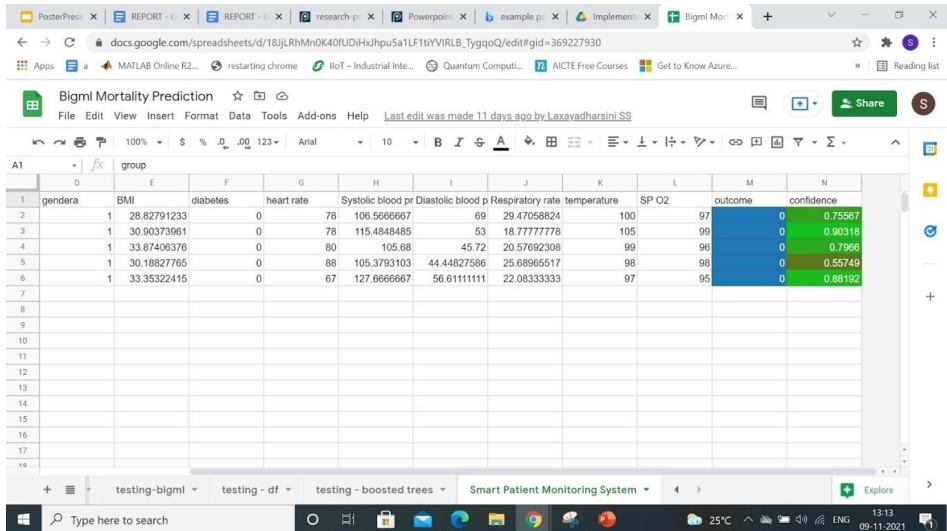 PosterPrese
REPORT - G
REPORT - G
research-p
Powerpoint
example po
Implement
Bigml Mort
docs.google.com/spreadsheets/d/18JjLRhMn0K40fUDiHxJhpu5a1LF1tiYVIRLB_TygqoQ/edit#gid=369227930
Apps a MATLAB Online R2... restarting chrome IIoT – Industrial Inte... Quantum Computi... AICTE Free Courses Get to Know Azure... » Reading list
Bigml Mortality Prediction
Share S
File Edit View Insert Format Data Tools Add-ons Help Last edit was made 11 days ago by Laxayadharsini SS
100% $ % .0 .00 123 Arial 10 B I S A
A1 fx group
D E F G H I J K L M N
1 gendera BMI diabetes heart rate Systolic blood pr Diastolic blood p Respiratory rate temperature SP O2 outcome confidence
2 1 28.82791233 0 78 106.5666667 69 29.47058824 100 97 0 0.75567
3 1 30.90373961 0 78 115.4848485 53 18.77777778 105 99 0 0.90318
4 1 33.87406376 0 80 105.68 45.72 20.57692308 99 96 0 0.7966
5 1 30.18827765 0 88 105.3793103 44.44827586 25.68965517 98 98 0 0.55749
6 1 33.35322415 0 67 127.6666667 56.61111111 22.08333333 97 95 0 0.88192
7
8
9
10
11
12
13
14
15
16
17
18
testing-bigml testing - df testing - boosted trees Smart Patient Monitoring System Explore
Type here to search 25°C ENG 13:13
09-11-2021